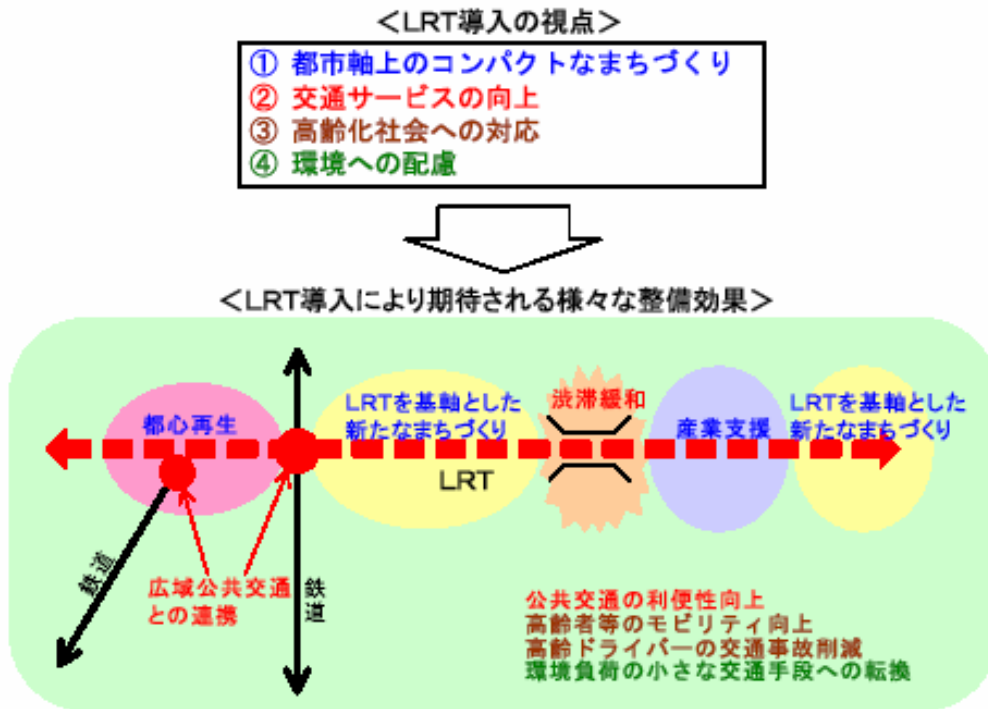 ＜LRT導入の視点＞
① 都市軸上のコンパクトなまちづくり
② 交通サービスの向上
③ 高齢化社会への対応
④ 環境への配慮
＜LRT導入により期待される様々な整備効果＞
都心再生
LRTを基軸とした
新たなまちづくり
渋滞緩和
産業支援
LRTを基軸とした
新たなまちづくり
LRT
鉄道
広域公共交通
との連携
鉄道
公共交通の利便性向上
高齢者等のモビリティ向上
高齢ドライバーの交通事故削減
環境負荷の小さな交通手段への転換